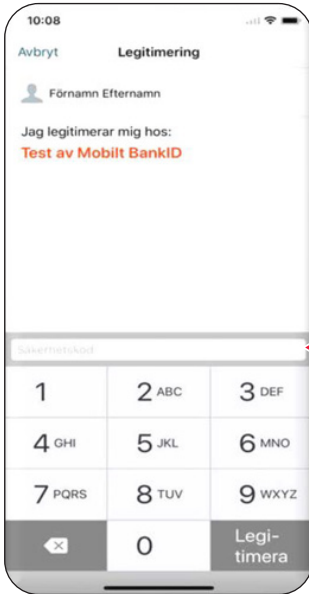 10:08
Avbryt Legitimering
Förnamn Efternamn
Jag legitimerar mig hos:
Test av Mobilt BankID
Säkerhetskod
1 2 ABC 3 DEF
4 GHI 5 JKL 6 MNO
7 PQRS 8 TUV 9 WXYZ
0 Legi-
timera